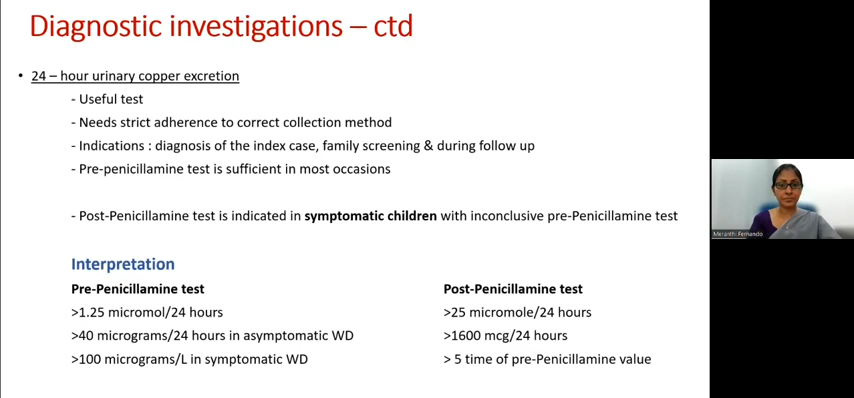 Diagnostic investigations – ctd
• 24 – hour urinary copper excretion
- Useful test
- Needs strict adherence to correct collection method
- Indications : diagnosis of the index case, family screening & during follow up
- Pre-penicillamine test is sufficient in most occasions
- Post-Penicillamine test is indicated in symptomatic children with inconclusive pre-Penicillamine test
Interpretation
Pre-Penicillamine test
>1.25 micromol/24 hours
>40 micrograms/24 hours in asymptomatic WD
>100 micrograms/L in symptomatic WD
Post-Penicillamine test
>25 micromole/24 hours
>1600 mcg/24 hours
> 5 time of pre-Penicillamine value
Meranthi Fernando